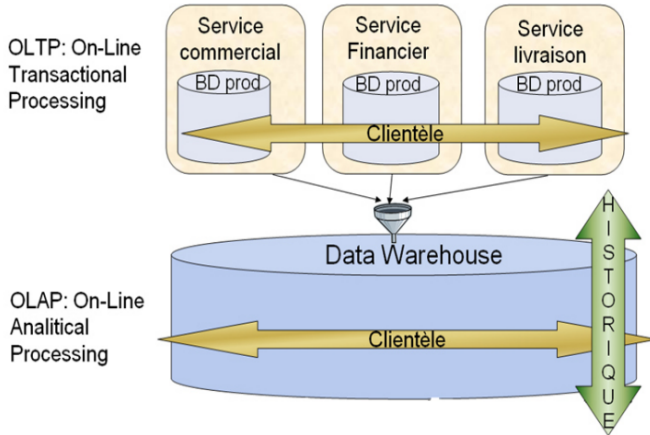 OLTP: On-Line
Transactional
Processing
Service
commercial
BD prod
Service
Financier
BD prod
Service
livraison
BD prod
Clientèle
Data Warehouse
OLAP: On-Line
Analitical
Processing
Clientèle
HISTORIQUE